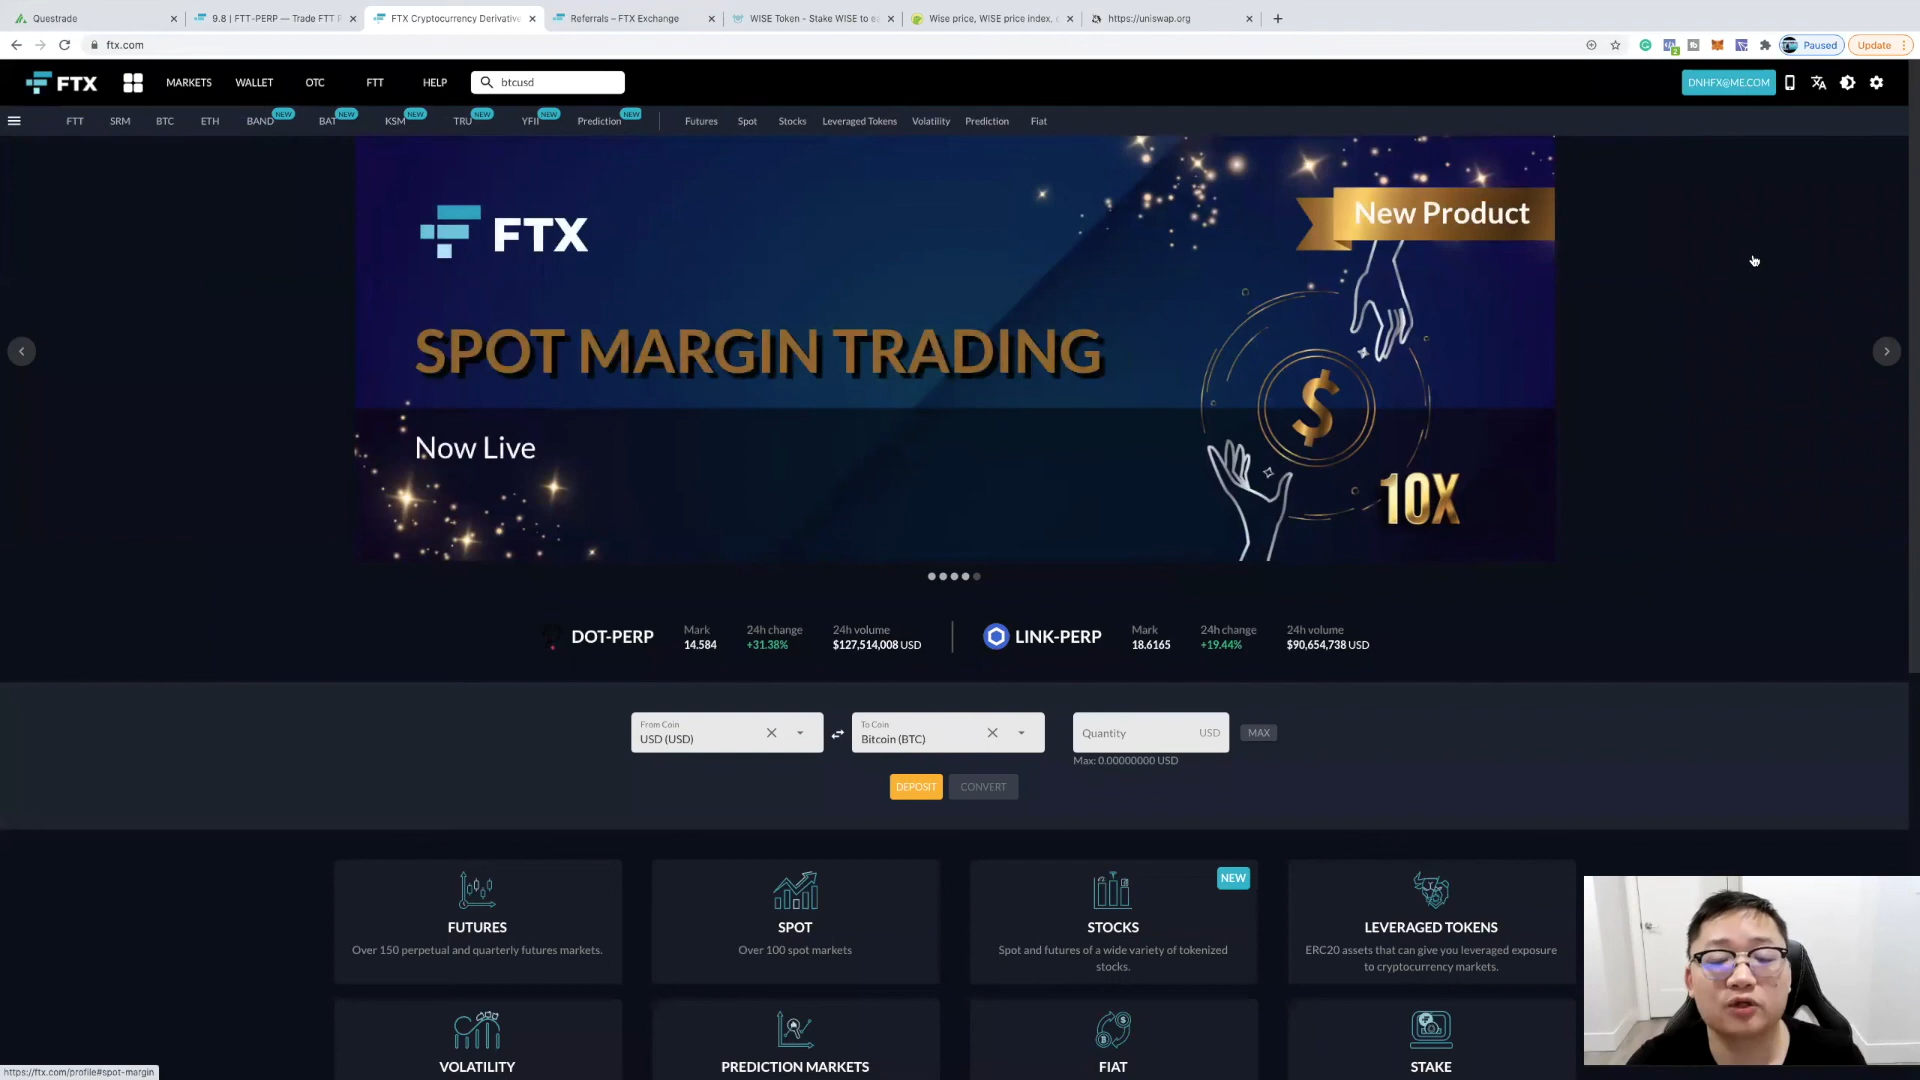 Questrade
9.8 | FTT-PERP — Trade FTT P
FTX Cryptocurrency Derivative
Referrals – FTX Exchange
WISE Token - Stake WISE to ea
Wise price, WISE price index, c
https://uniswap.org
ftx.com
Paused
Update
FTX
MARKETS
WALLET
OTC
FTT
HELP
btcusd
DNHFX@ME.COM
FTT
SRM
BTC
ETH
BAND NEW
BAT NEW
KSM NEW
TRU NEW
YFII NEW
Prediction NEW
Futures
Spot
Stocks
Leveraged Tokens
Volatility
Prediction
Fiat
FTX
New Product
SPOT MARGIN TRADING
Now Live
$
10X
DOT-PERP
Mark
14.584
24h change
+31.38%
24h volume
$127,514,008 USD
LINK-PERP
Mark
18.6165
24h change
+19.44%
24h volume
$90,654,738 USD
From Coin
USD (USD)
To Coin
Bitcoin (BTC)
Quantity
USD
MAX
Max: 0.00000000 USD
DEPOSIT
CONVERT
FUTURES
Over 150 perpetual and quarterly futures markets.
SPOT
Over 100 spot markets
NEW
STOCKS
Spot and futures of a wide variety of tokenized
stocks.
LEVERAGED TOKENS
ERC20 assets that can give you leveraged exposure
to cryptocurrency markets.
VOLATILITY
PREDICTION MARKETS
FIAT
STAKE
https://ftx.com/profile#spot-margin